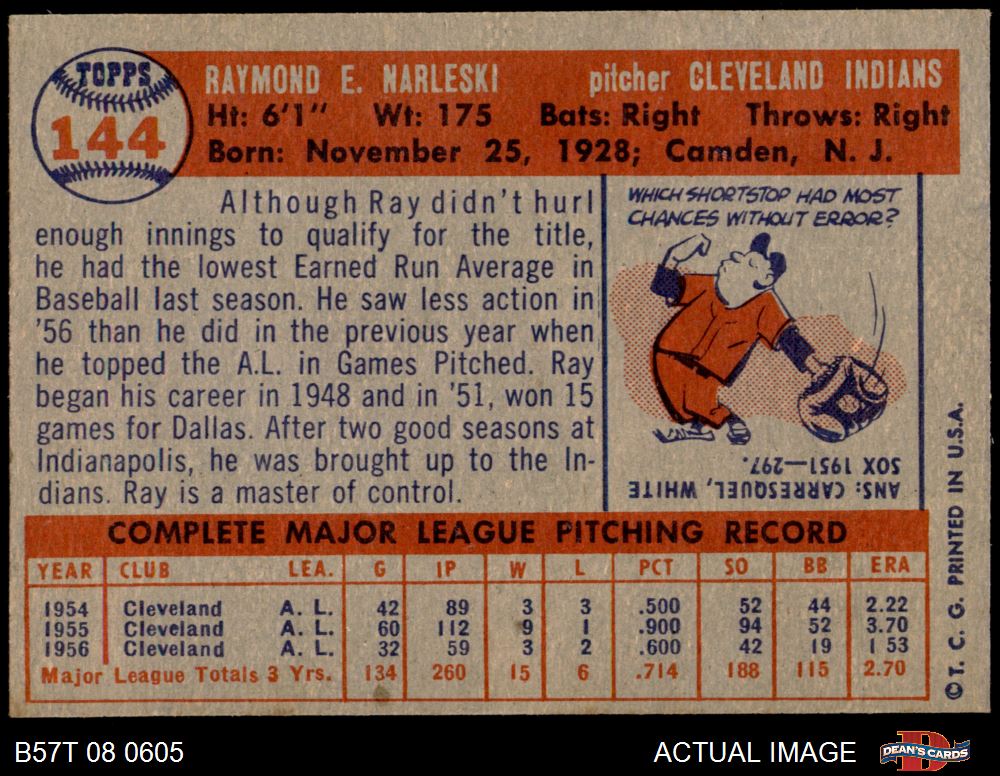 TOPPS
144
RAYMOND E. NARLESKI pitcher CLEVELAND INDIANS
Ht: 6'1" Wt: 175 Bats: Right Throws: Right
Born: November 25, 1928; Camden, N. J.
Although Ray didn't hurl
enough innings to qualify for the title,
he had the lowest Earned Run Average in
Baseball last season. He saw less action in
'56 than he did in the previous year when
he topped the A.L. in Games Pitched. Ray
began his career in 1948 and in '51, won 15
games for Dallas. After two good seasons at
Indianapolis, he was brought up to the In-
dians. Ray is a master of control.
WHICH SHORTSTOP HAD MOST
CHANCES WITHOUT ERROR?
ANS: CARRESQUEL, WHITE
SOX 1951—297.
COMPLETE MAJOR LEAGUE PITCHING RECORD
YEAR CLUB LEA. G IP W L PCT SO BB ERA
1954 Cleveland A. L. 42 89 3 3 .500 52 44 2.22
1955 Cleveland A. L. 60 112 9 1 .900 94 52 3.70
1956 Cleveland A. L. 32 59 3 2 .600 42 19 1 53
Major League Totals 3 Yrs. 134 260 15 6 .714 188 115 2.70
© T. C. G. PRINTED IN U.S.A.
B57T 08 0605 ACTUAL IMAGE DEAN'S CARDS